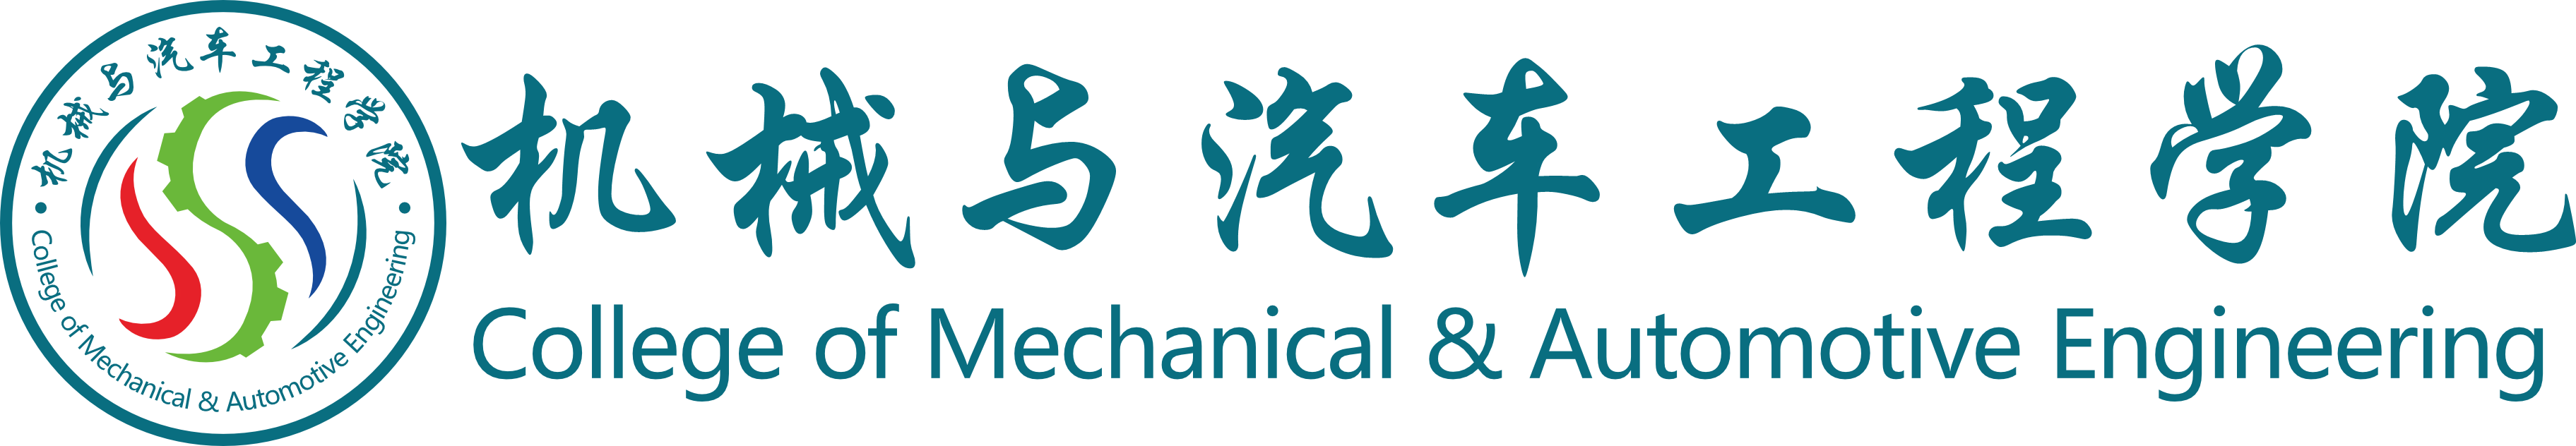 机械与汽车工程学院
College of Mechanical & Automotive Engineering
机械与汽车工程学院
College of Mechanical & Automotive Engineering